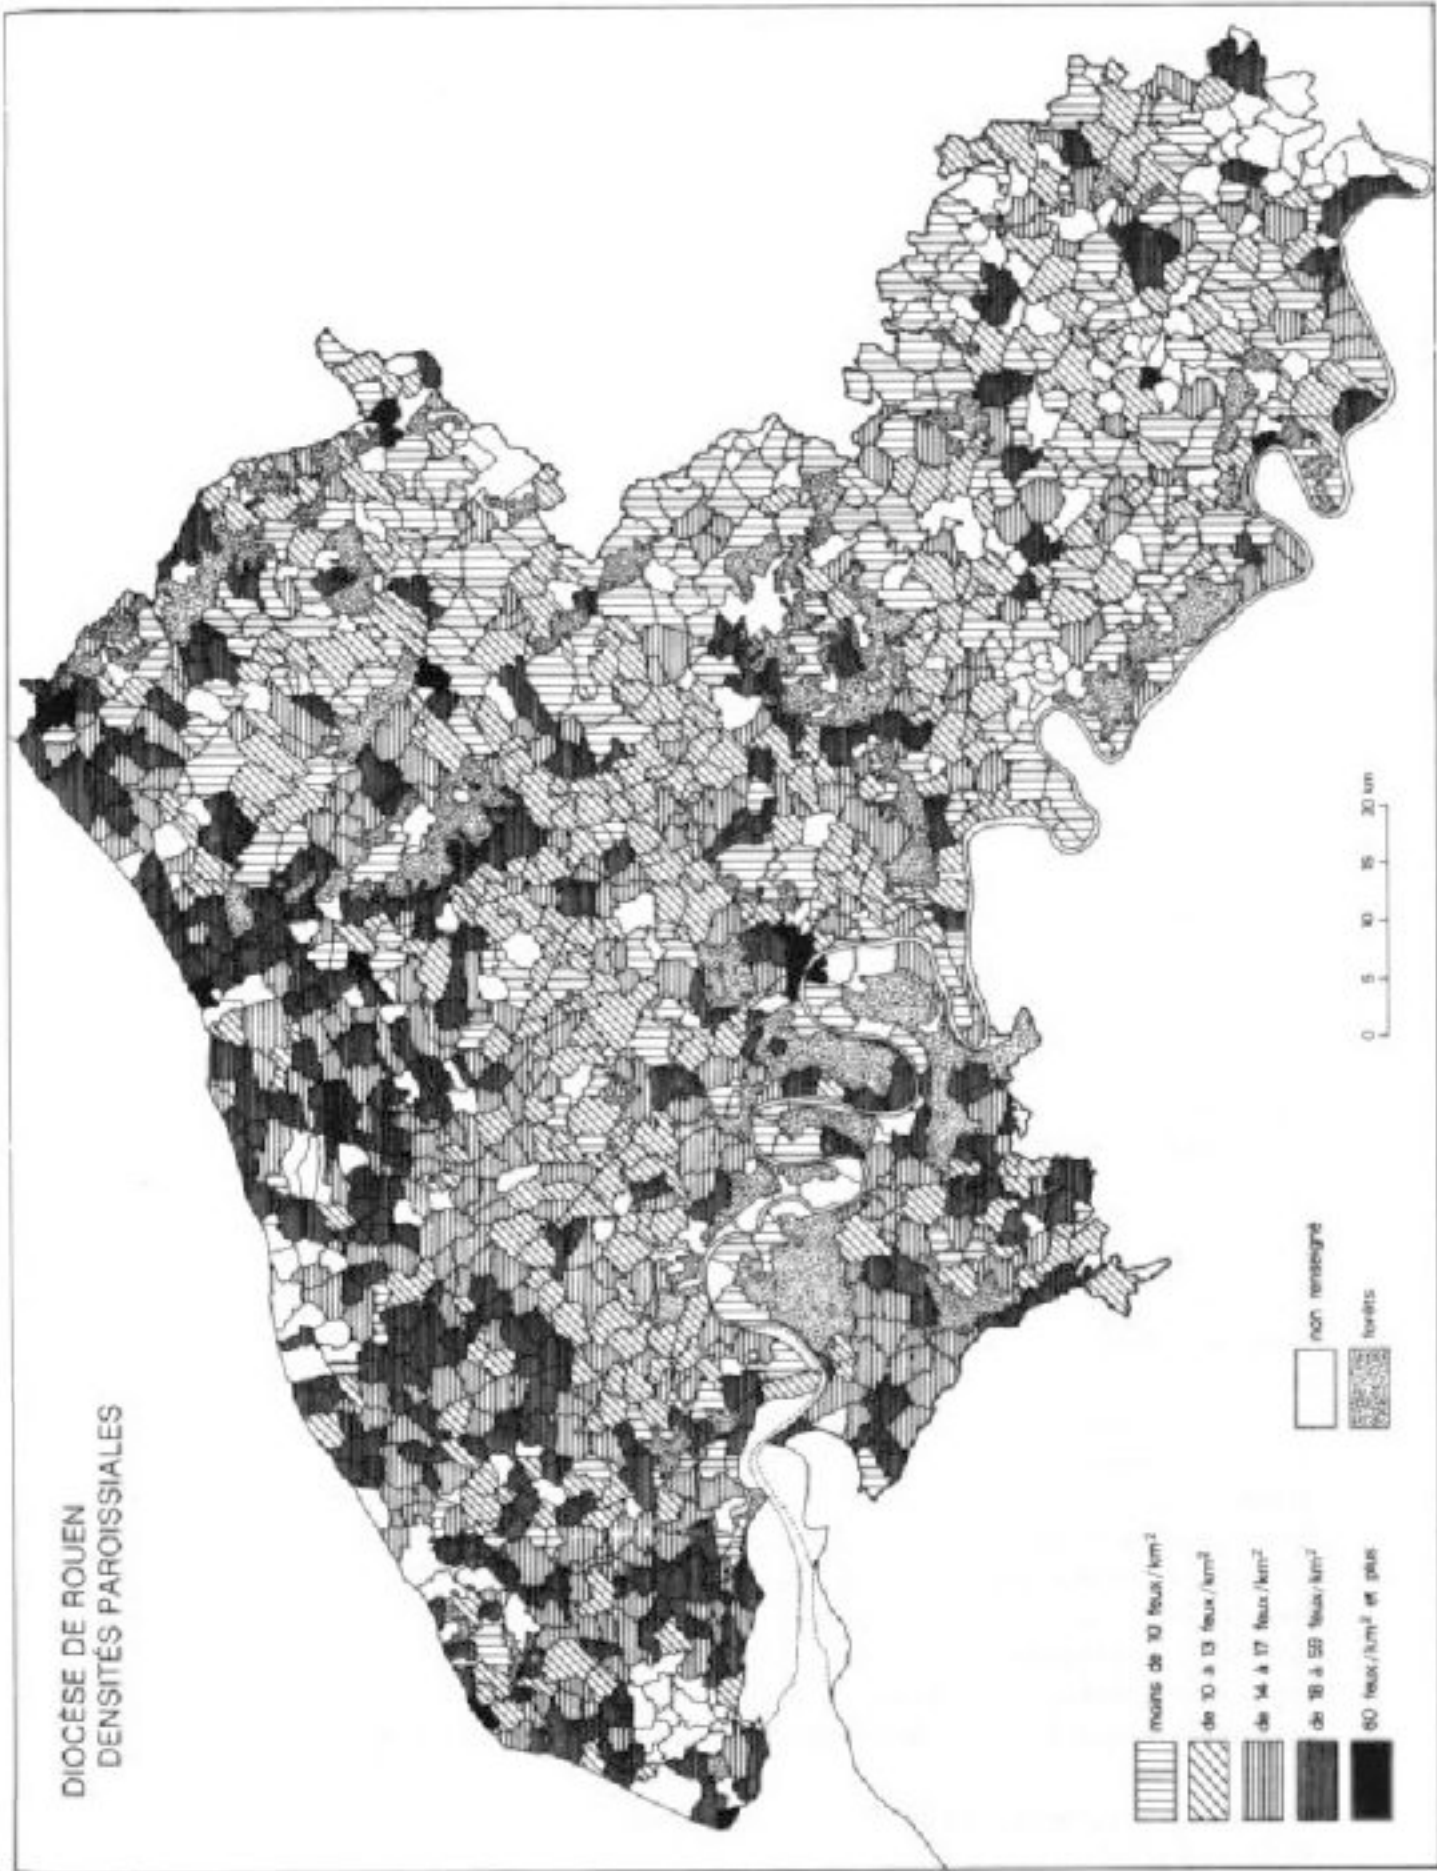 DIOCÈSE DE ROUEN
DENSITÉS PAROISSIALES
moins de 10 feux/km²
de 10 à 13 feux/km²
de 14 à 17 feux/km²
de 18 à 59 feux/km²
60 feux/km² et plus
non renseigné
forêts
0 5 10 15 20 km